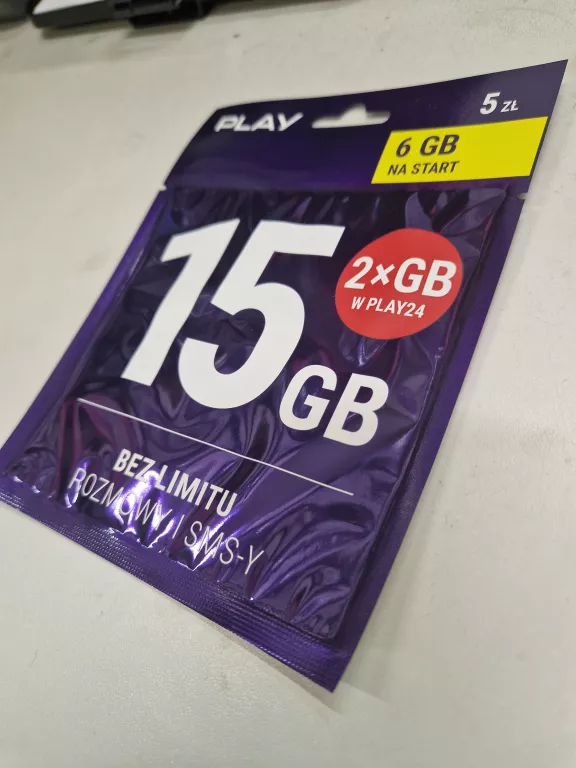 PLAY
5 ZŁ
6 GB
NA START
15 GB
2×GB
W PLAY24
BEZ LIMITU
ROZMOWY I SMS-Y